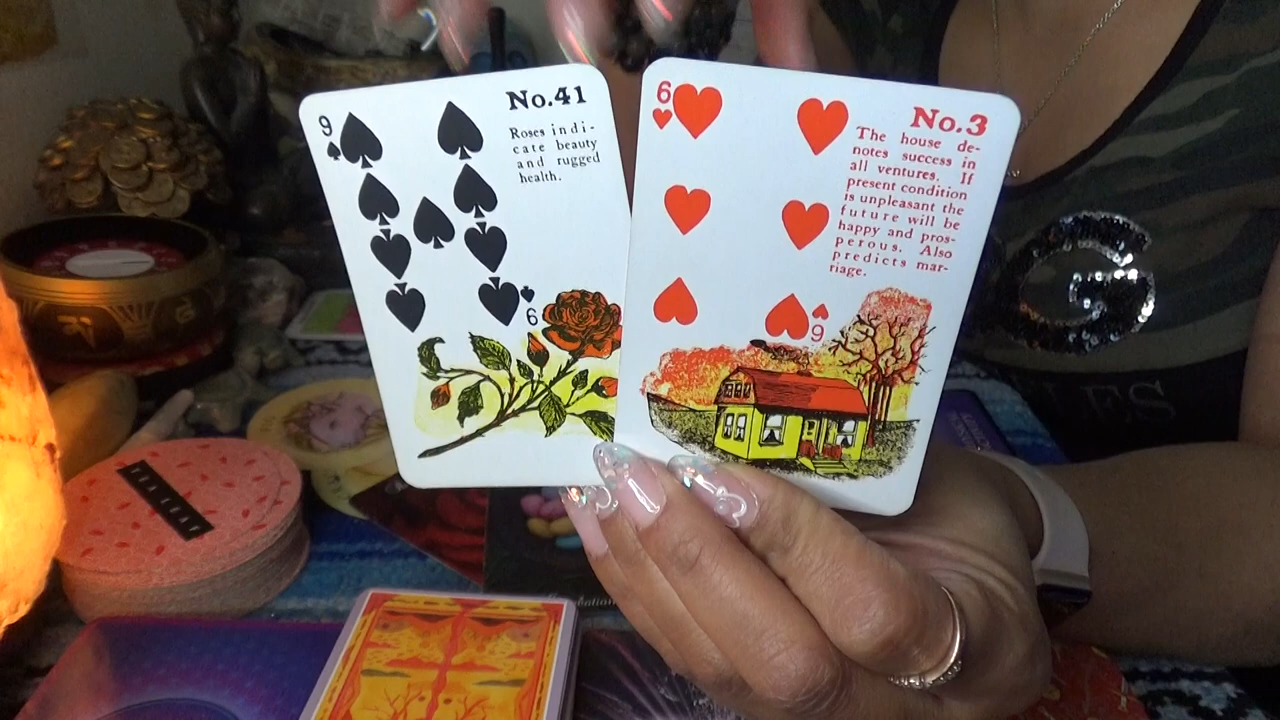 9
No.41
Roses indi-
cate beauty
and rugged
health.
9
6
No.3
The house de-
notes success in
all ventures. If
present condition
is unpleasant the
future will be
happy and pros-
perous. Also
predicts mar-
riage.
6
G